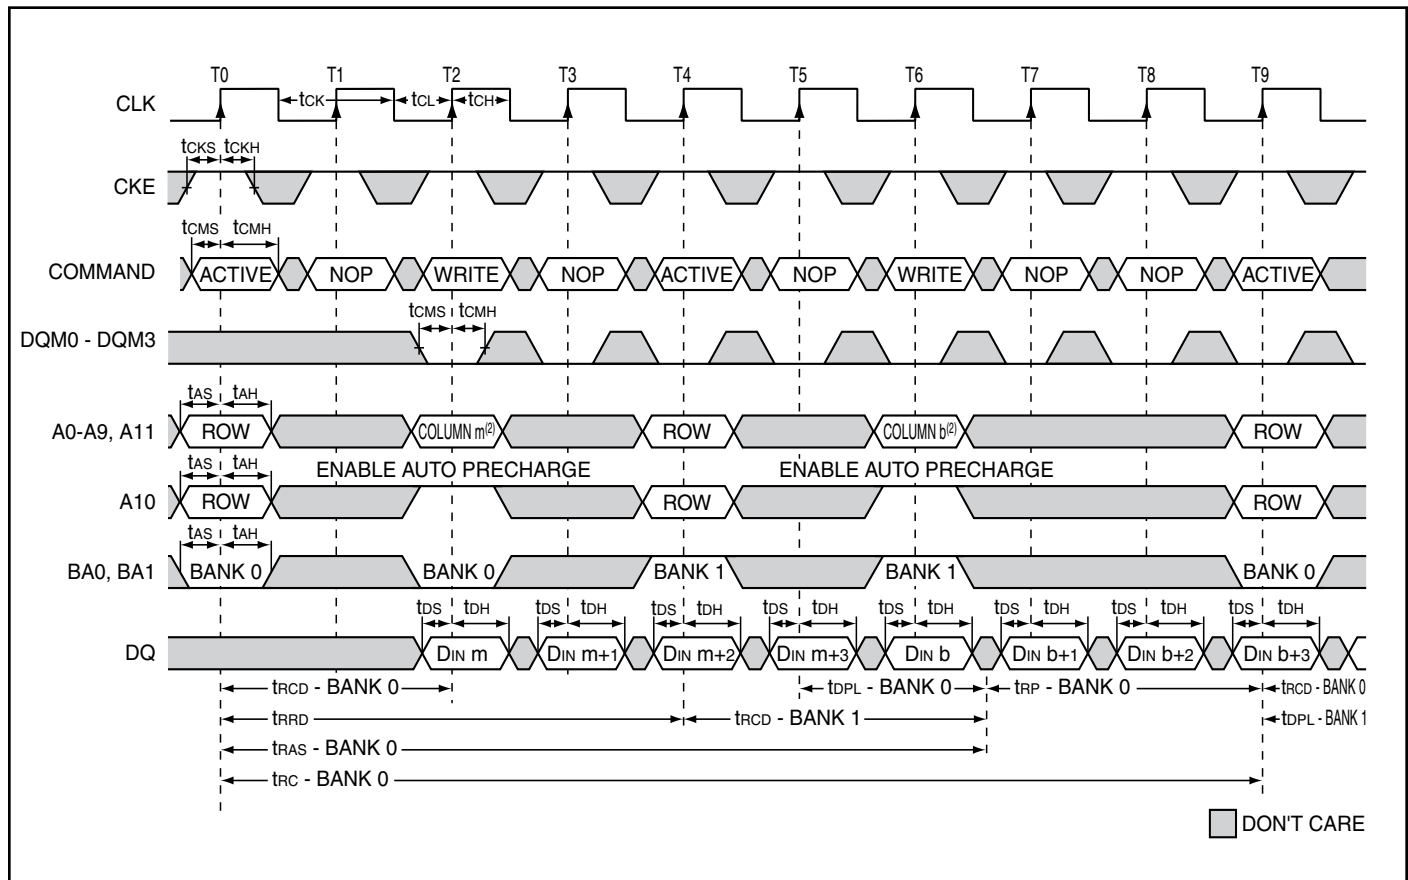 T0 T1 T2 T3 T4 T5 T6 T7 T8 T9
CLK tCK tCL tCH
tCKS tCKH
CKE
tCMS tCMH
COMMAND ACTIVE NOP WRITE NOP ACTIVE NOP WRITE NOP NOP ACTIVE
tCMS tCMH
DQM0 - DQM3
tAS tAH
A0-A9, A11 ROW COLUMN m(2) ROW COLUMN b(2) ROW
tAS tAH ENABLE AUTO PRECHARGE ENABLE AUTO PRECHARGE
A10 ROW ROW ROW
tAS tAH
BA0, BA1 BANK 0 BANK 0 BANK 1 BANK 1 BANK 0
tDS tDH tDS tDH tDS tDH tDS tDH tDS tDH tDS tDH tDS tDH tDS tDH
DQ DIN m DIN m+1 DIN m+2 DIN m+3 DIN b DIN b+1 DIN b+2 DIN b+3
tRCD - BANK 0 tDPL - BANK 0 tRP - BANK 0 tRCD - BANK 0
tRRD tRCD - BANK 1 tDPL - BANK 1
tRAS - BANK 0
tRC - BANK 0
DON'T CARE